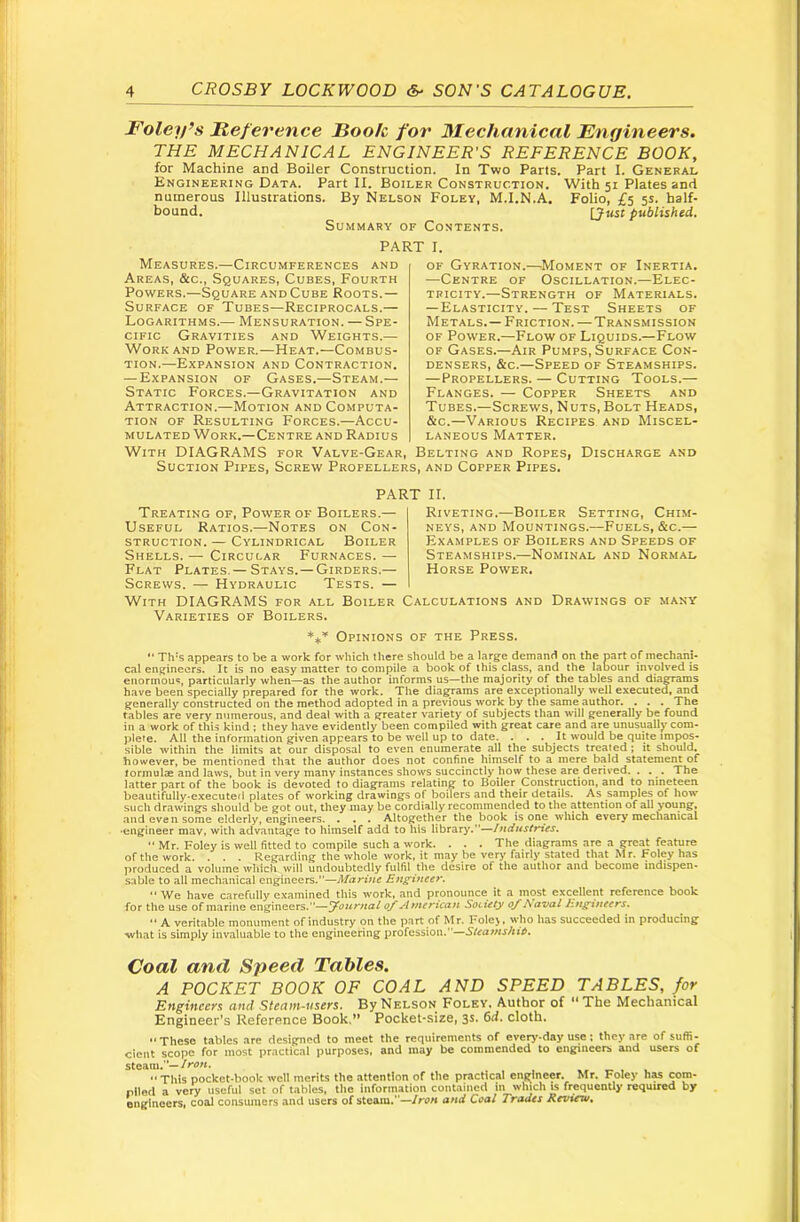 4 CROSBY LOCKWOOD & SON'S CATALOGUE.
Foley's Reference Book for Mechanical Engineers.
THE MECHANICAL ENGINEER'S REFERENCE BOOK,
for Machine and Boiler Construction. In Two Parts. Part I. GENERAL
ENGINEERING DATA. Part II. BOILER CONSTRUCTION. With 51 Plates and
numerous Illustrations. By NELSON FOLEY, M.I.N.A. Folio, £5 5s. half-
bound. [Just published.
SUMMARY OF CONTENTS.
PART I.
MEASURES.—CIRCUMFERENCES AND
AREAS, &C., SQUARES, CUBES, FOURTH
POWERS.—SQUARE AND CUBE ROOTS.—
SURFACE OF TUBES—RECIPROCALS.—
LOGARITHMS.—MENSURATION.—SPE-
CIFIC GRAVITIES AND WEIGHTS.—
WORK AND POWER.—HEAT.—COMBUS-
TION.—EXPANSION AND CONTRACTION.
—EXPANSION OF GASES.—STEAM.—
STATIC FORCES.—GRAVITATION AND
ATTRACTION.—MOTION AND COMPUTA-
TION OF RESULTING FORCES.—ACCU-
MULATED WORK.—CENTRE AND RADIUS
OF GYRATION.—MOMENT OF INERTIA.
—CENTRE OF OSCILLATION.—ELEC-
TRICITY.—STRENGTH OF MATERIALS.
—ELASTICITY.—TEST SHEETS OF
METALS.—FRICTION.—TRANSMISSION
OF POWER.—FLOW OF LIQUIDS.—FLOW
OF GASES.—AIR PUMPS, SURFACE CON-
DENSERS, &C.—SPEED OF STEAMSHIPS.
—PROPELLERS.—CUTTING TOOLS.—
FLANGES.—COPPER SHEETS AND
TUBES.—SCREWS, NUTS, BOLT HEADS,
&C.—VARIOUS RECIPES AND MISCEL-
LANEOUS MATTER.
WITH DIAGRAMS FOR VALVE-GEAR, BELTING AND ROPES, DISCHARGE AND
SUCTION PIPES, SCREW PROPELLERS, AND COPPER PIPES.
PART II.
TREATING OF, POWER OF BOILERS.—
USEFUL RATIOS.—NOTES ON CON-
STRUCTION.—CYLINDRICAL BOILER
SHELLS.—CIRCULAR FURNACES.—
FLAT PLATES.—STAYS.—GIRDERS.—
SCREWS.—HYDRAULIC TESTS.—
RIVETING.—BOILER SETTING, CHIM-
NEYS, AND MOUNTINGS.—FUELS, &C.—
EXAMPLES OF BOILERS AND SPEEDS OF
STEAMSHIPS.—NOMINAL AND NORMAL
HORSE POWER.
WITH DIAGRAMS FOR ALL BOILER CALCULATIONS AND DRAWINGS OF MANY
VARIETIES OF BOILERS.
*** OPINIONS OF THE PRESS.
"This appears to be a work for which there should be a large demand on the part of mechani-
cal engineers. It is no easy matter to compile a book of this class, and the labour involved is
enormous, particularly when—as the author informs us—the majority of the tables and diagrams
have been specially prepared for the work. The diagrams are exceptionally well executed, and
generally constructed on the method adopted in a previous work by the same author. . . . The
tables are very numerous, and deal with a greater variety of subjects than will generally be found
in a work of this kind; they have evidently been compiled with great care and are unusually com-
plete. All the information given appears to be well up to date. . . . It would be quite impos-
sible within the limits at our disposal to even enumerate all the subjects treated; it should,
however, be mentioned that the author does not confine himself to a mere bald statement of
formulæ and laws, but in very many instances shows succinctly how these are derived. . . . The
latter part of the book is devoted to diagrams relating to Boiler Construction, and to nineteen
beautifully-executed plates of working drawings of boilers and their details. As samples of how
such drawings should be got out, they may be cordially recommended to the attention of all young,
and even some elderly, engineers. . . . Altogether the book is one which every mechanical
engineer may, with advantage to himself add to his library."—Industries.
"Mr. Foley is well fitted to compile such a work. . . . The diagrams are a great feature
of the work. . . . Regarding the whole work, it may be very fairly stated that Mr. Foley has
produced a volume which will undoubtedly fulfil the desire of the author and become indispen-
sable to all mechanical engineers."—Marine Engineer.
"We have carefully examined this work, and pronounce it a most excellent reference book
for the use of marine engineers."—Journal of American Society of Naval Engineers.
"A veritable monument of industry on the part of Mr. Foley, who has succeeded in producing
what is simply invaluable to the engineering profession."—Steamship.
Coal and Speed Tables.
A POCKET BOOK OF COAL AND SPEED TABLES, for
Engineers and Steam-users. By NELSON FOLEY, Author of "The Mechanical
Engineer's Reference Book." Pocket-size, 3s. 6d. cloth.
"These tables are designed to meet the requirements of every-day use; they are of suffi-
cient scope for most practical purposes, and may be commended to engineers and users of
steam."—Iron.
"This pocket-book well merits the attention of the practical engineer. Mr. Foley has com-
piled a very useful set of tables, the information contained in which is frequently required by
engineers, coal consumers and users of steam."—Iron and Coal Trades Review.